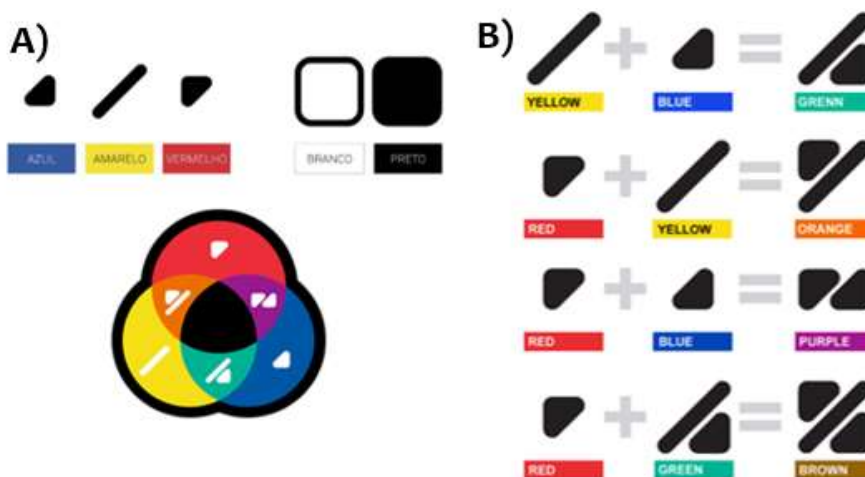 A)
AZUL AMARELO VERMELHO BRANCO PRETO
B)
YELLOW BLUE GRENN
RED YELLOW ORANGE
RED BLUE PURPLE
RED GREEN BROWN